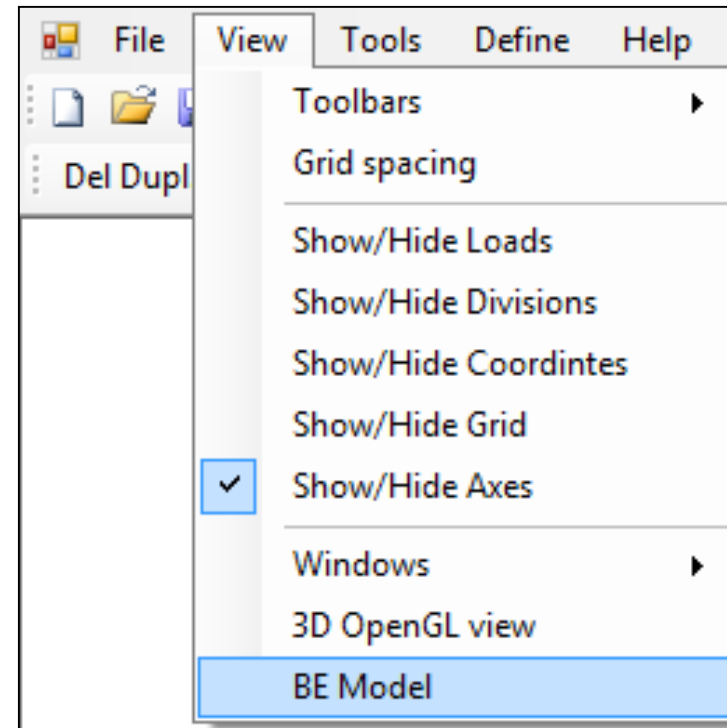 File View Tools Define Help
Toolbars
Del Dupl
Grid spacing
Show/Hide Loads
Show/Hide Divisions
Show/Hide Coordintes
Show/Hide Grid
Show/Hide Axes
Windows
3D OpenGL view
BE Model